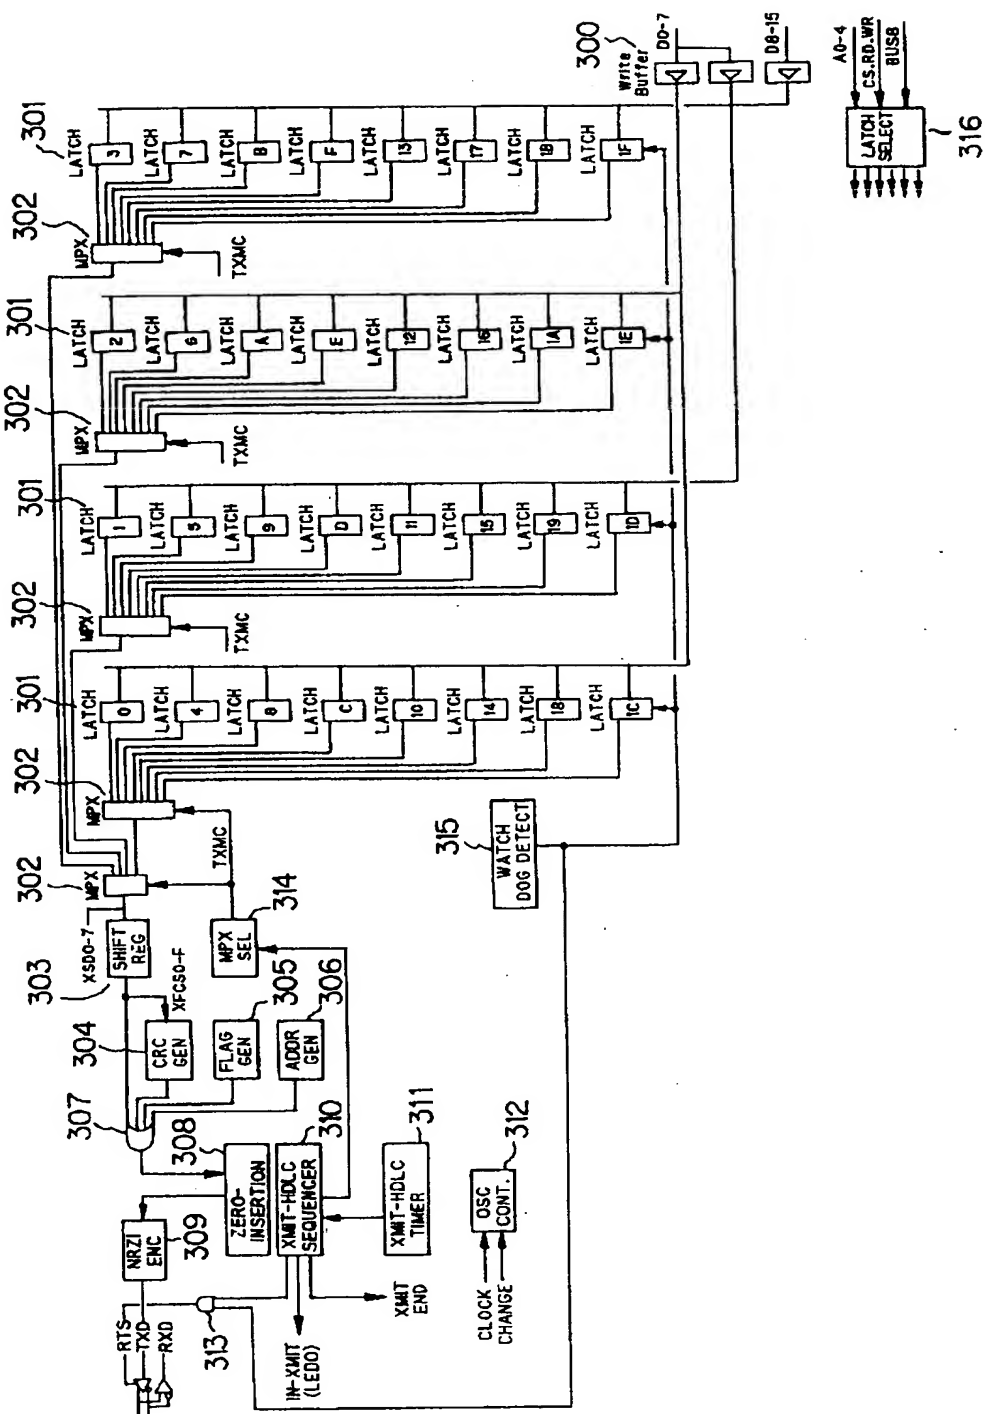 300
Write
Buffer
D0-7
D8-15
A0-4
CS.RD.WR
BUS8
LATCH
SELECT
316
301
LATCH
3
LATCH
7
LATCH
B
LATCH
F
LATCH
13
LATCH
17
LATCH
1B
LATCH
1F
302
MPX
TXMC
301
LATCH
2
LATCH
6
LATCH
A
LATCH
E
LATCH
12
LATCH
16
LATCH
1A
LATCH
1E
302
MPX
TXMC
301
LATCH
1
LATCH
5
LATCH
9
LATCH
D
LATCH
11
LATCH
15
LATCH
19
LATCH
1D
302
MPX
TXMC
301
LATCH
0
LATCH
4
LATCH
8
LATCH
C
LATCH
10
LATCH
14
LATCH
18
LATCH
1C
302
MPX
302
MPX
TXMC
315
WATCH
DOG DETECT
XSD0-7
303
SHIFT
REG
314
MPX
SEL
XFCS0-F
304
CRC
GEN
305
FLAG
GEN
306
ADDR
GEN
307
308
ZERO-
INSERTION
310
XMIT-HDLC
SEQUENCER
311
XMIT-HDLC
TIMER
312
OSC
CONT.
CLOCK
CHANGE
309
NRZI
ENC
XMIT
END
IN-XMIT
(LED0)
313
RTS
TXD
RXD